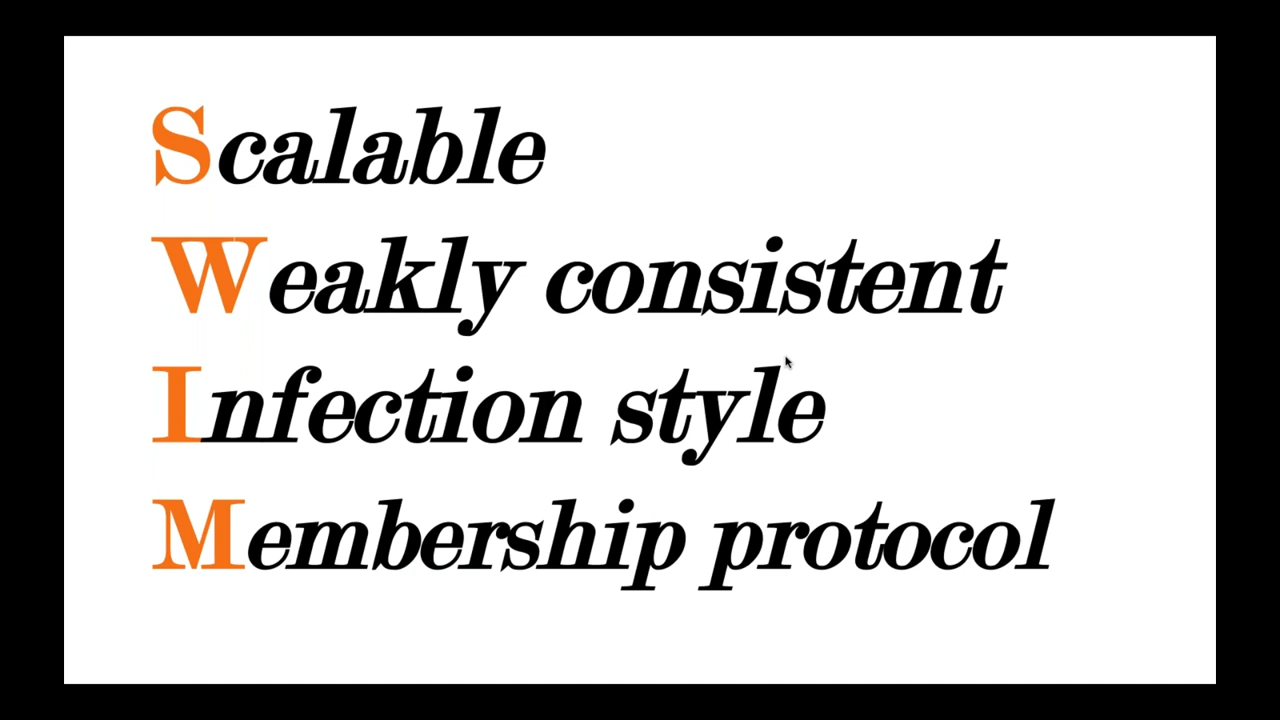 Scalable
Weakly consistent
Infection style
Membership protocol